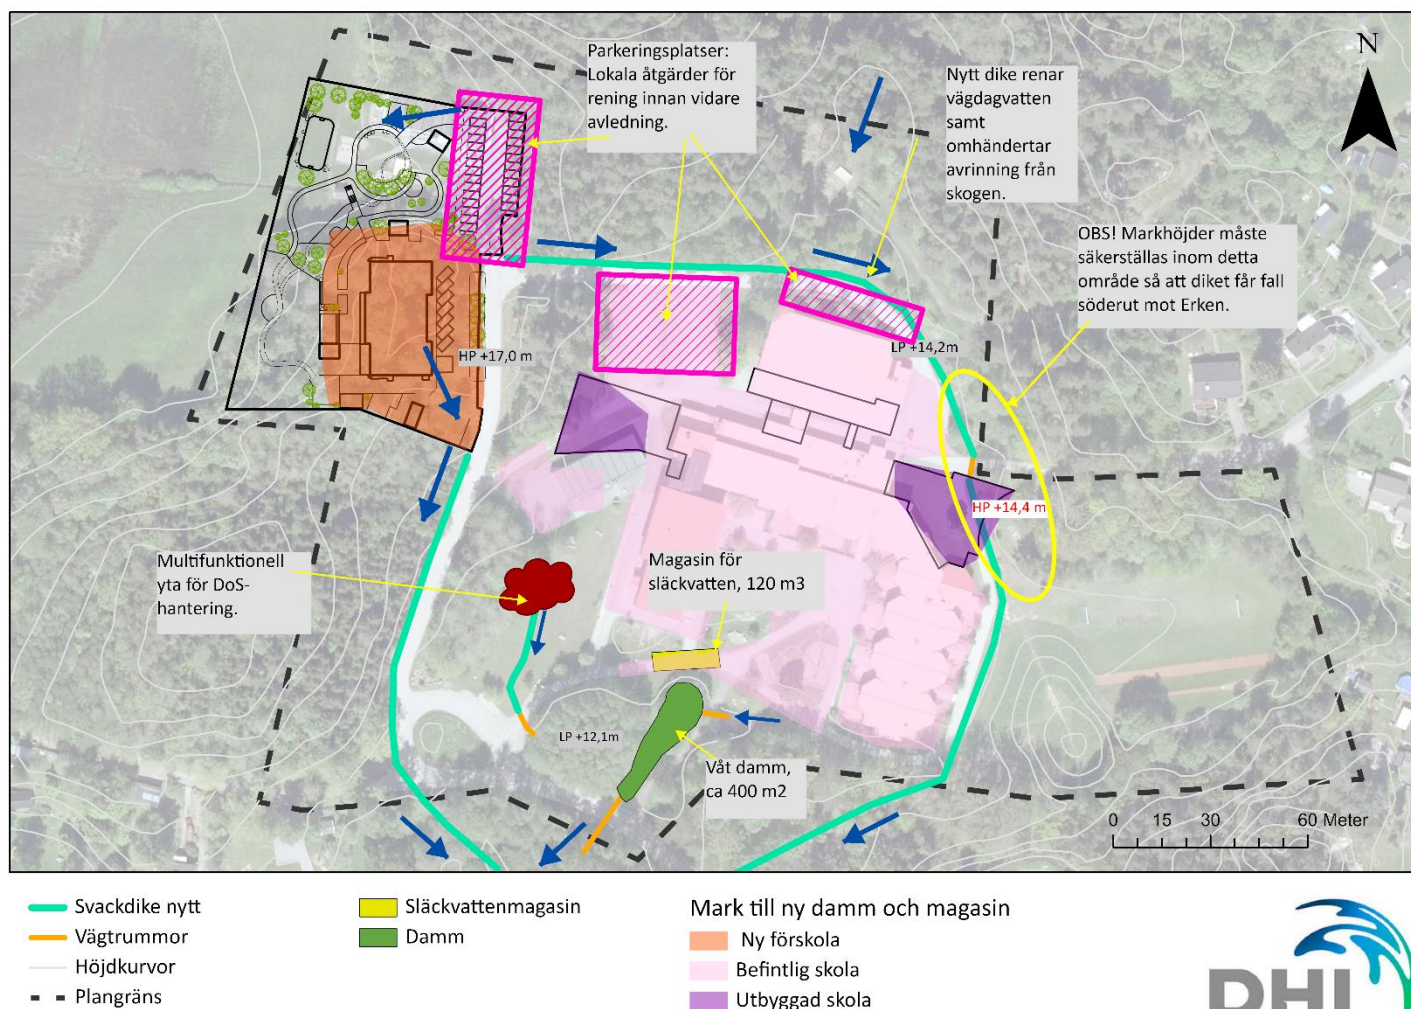 Parkeringsplatser:
Lokala åtgärder för
rening innan vidare
avledning.
Nytt dike renar
vägdagvatten
samt
omhändertar
avrinning från
skogen.
N
OBS! Markhöjder måste
säkerställas inom detta
område så att diket får fall
söderut mot Erken.
HP +17,0 m
LP +14,2m
HP +14,4 m
Multifunktionell
yta för DoS-
hantering.
Magasin för
släckvatten, 120 m3
LP +12,1m
Våt damm,
ca 400 m2
0 15 30 60 Meter
Svackdike nytt
Vägtrummor
Höjdkurvor
Plangräns
Släckvattenmagasin
Damm
Mark till ny damm och magasin
Ny förskola
Befintlig skola
Utbyggad skola
DHI